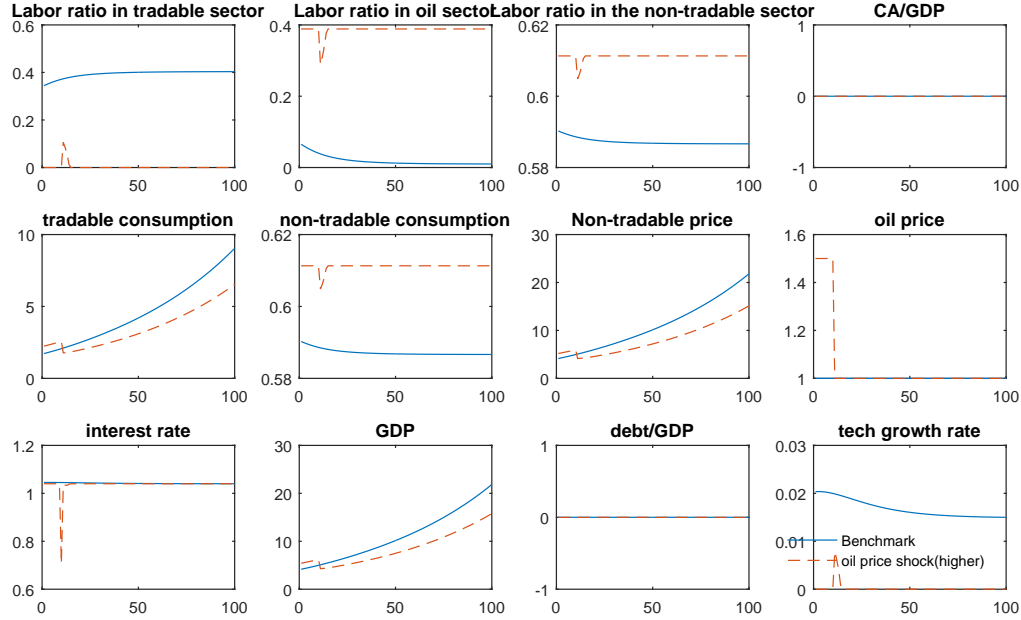 Labor ratio in tradable sector
Labor ratio in oil sector
Labor ratio in the non-tradable sector
CA/GDP
0.6
0.4
0.2
0
0 50 100
0.4
0.2
0
0 50 100
0.62
0.6
0.58
0 50 100
1
0
-1
0 50 100
tradable consumption
non-tradable consumption
Non-tradable price
oil price
10
5
0
0 50 100
0.62
0.6
0.58
0 50 100
30
20
10
0
0 50 100
1.6
1.4
1.2
1
0 50 100
interest rate
GDP
debt/GDP
tech growth rate
1.2
1
0.8
0.6
0 50 100
30
20
10
0
0 50 100
1
0
-1
0 50 100
0.03
0.02
0.01
0
0 50 100
Benchmark
oil price shock(higher)